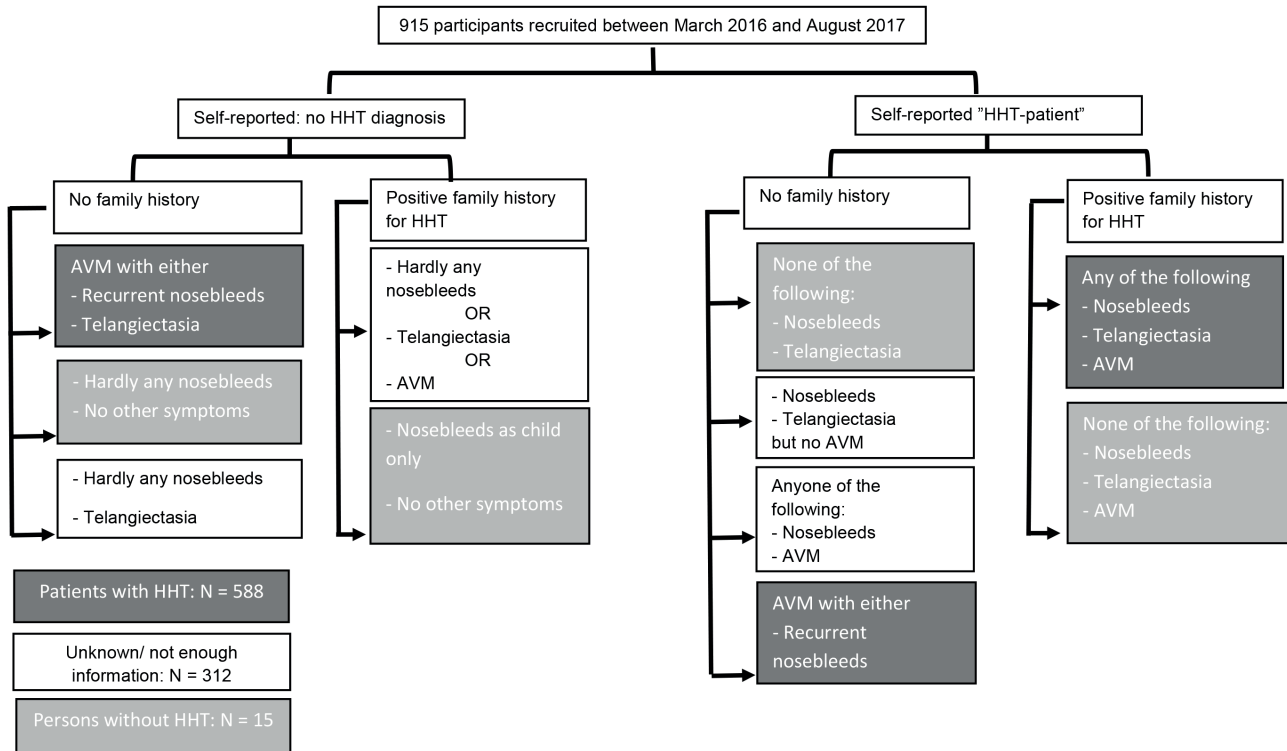 915 participants recruited between March 2016 and August 2017
Self-reported: no HHT diagnosis
Self-reported ”HHT-patient”
No family history
AVM with either
- Recurrent nosebleeds
- Telangiectasia
- Hardly any nosebleeds
- No other symptoms
- Hardly any nosebleeds
- Telangiectasia
Positive family history
for HHT
- Hardly any
nosebleeds
OR
- Telangiectasia
OR
- AVM
- Nosebleeds as child
only
- No other symptoms
No family history
None of the
following:
- Nosebleeds
- Telangiectasia
- Nosebleeds
- Telangiectasia
but no AVM
Anyone of the
following:
- Nosebleeds
- AVM
AVM with either
- Recurrent
nosebleeds
Positive family history
for HHT
Any of the following
- Nosebleeds
- Telangiectasia
- AVM
None of the following:
- Nosebleeds
- Telangiectasia
- AVM
Patients with HHT: N = 588
Unknown/ not enough
information: N = 312
Persons without HHT: N = 15